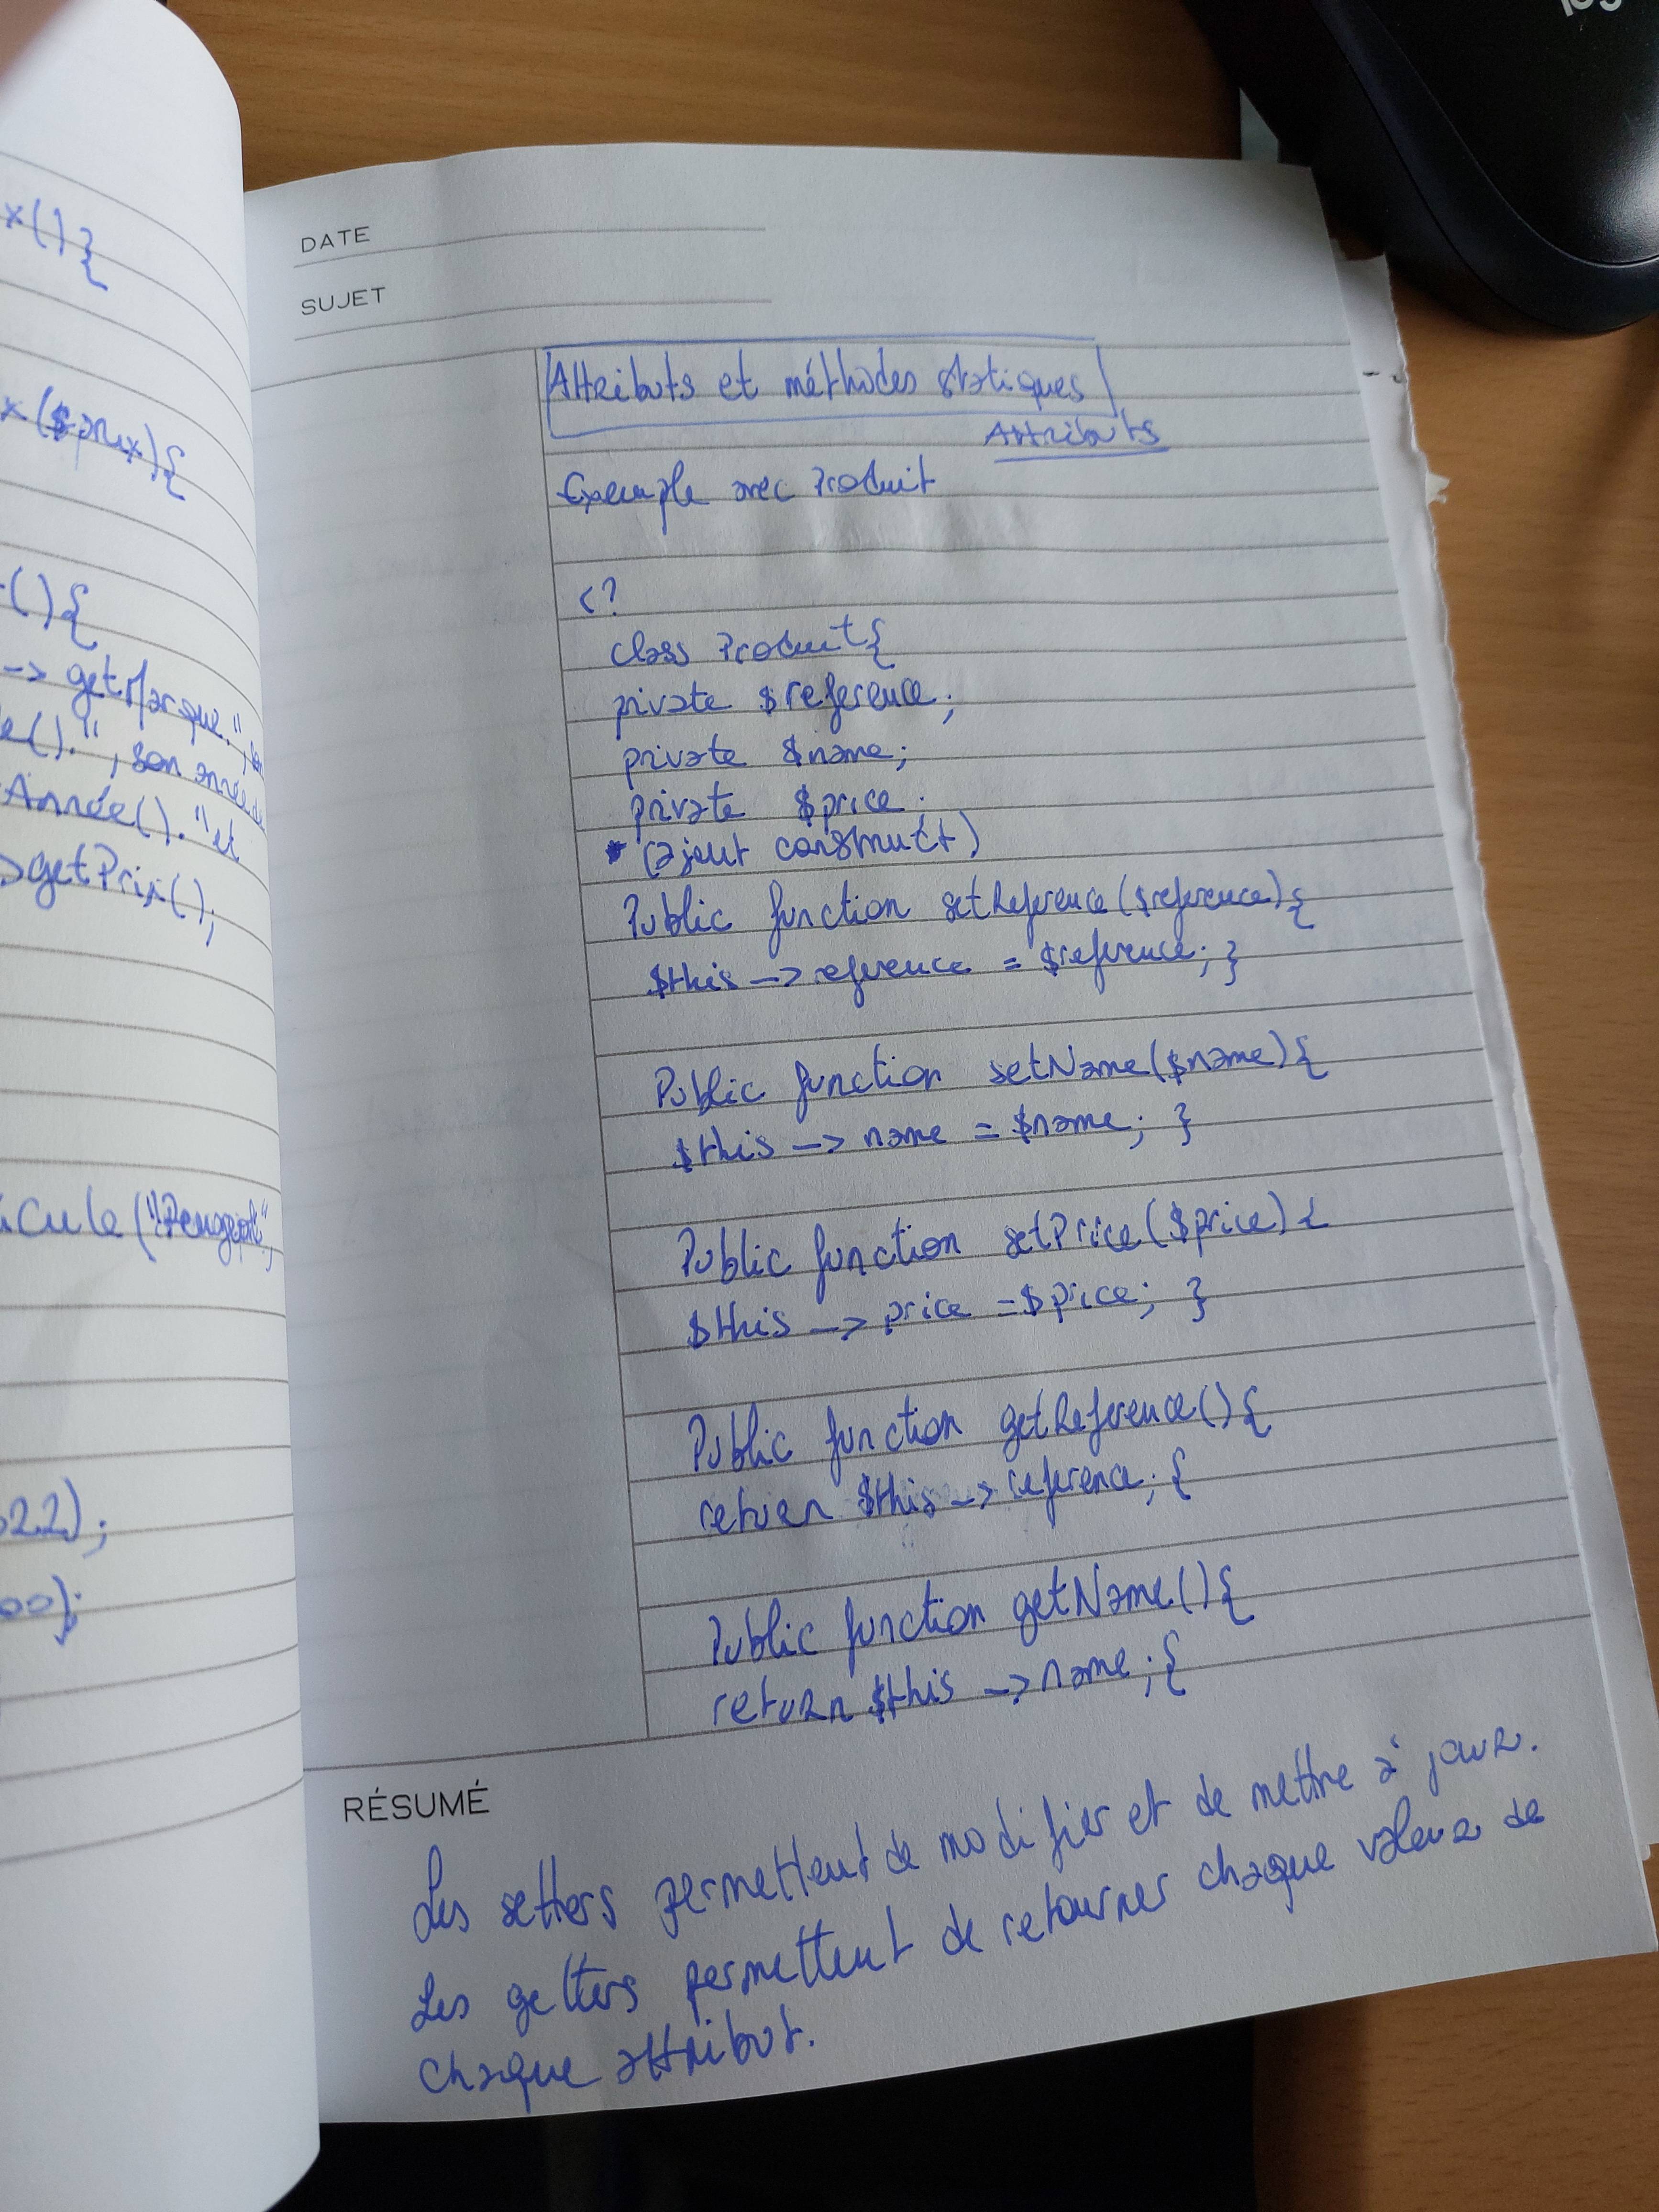 x(){
x($prix){
(){
-> getMarque.", son
e().", son année de
Année()."et
>getPrix();
icule("Peugeot",
022);
00);
DATE
SUJET
Attributs et méthodes statiques
Attributs
Exemple avec Produit
<?
class Produit{
private $reference;
private $name;
private $price;
* (ajout construct)
Public function setReference($reference){
$this -> reference = $reference; }
Public function setName($name){
$this -> name = $name; }
Public function setPrice($price){
$this -> price = $price; }
Public function getReference(){
return $this -> reference; {
Public function getName(){
return $this -> name; {
RÉSUMÉ
Les setters permettent de modifier et de mettre à jour.
Les getters permettent de retourner chaque valeur de
chaque attribut.